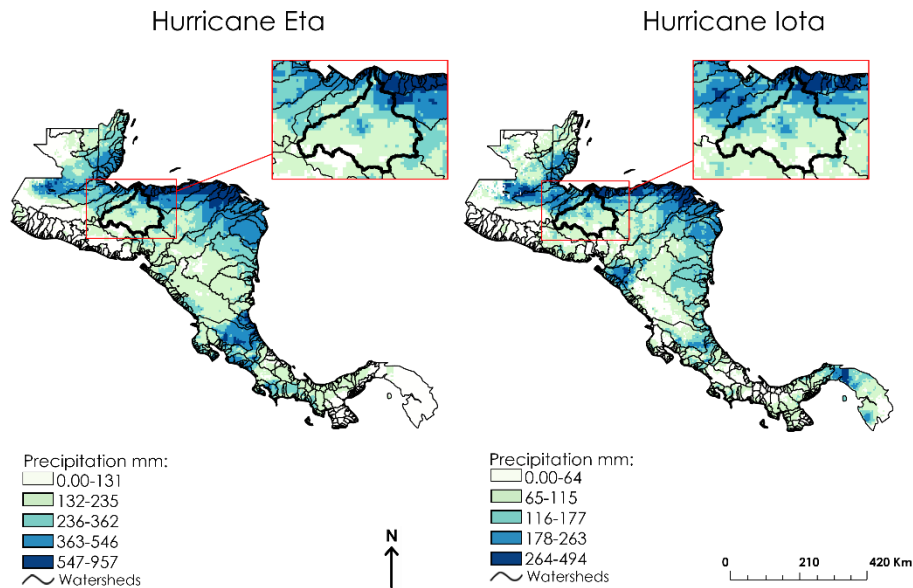 Hurricane Eta
Hurricane Iota
Precipitation mm:
0.00-131
132-235
236-362
363-546
547-957
Watersheds
N
Precipitation mm:
0.00-64
65-115
116-177
178-263
264-494
Watersheds
0 210 420 Km